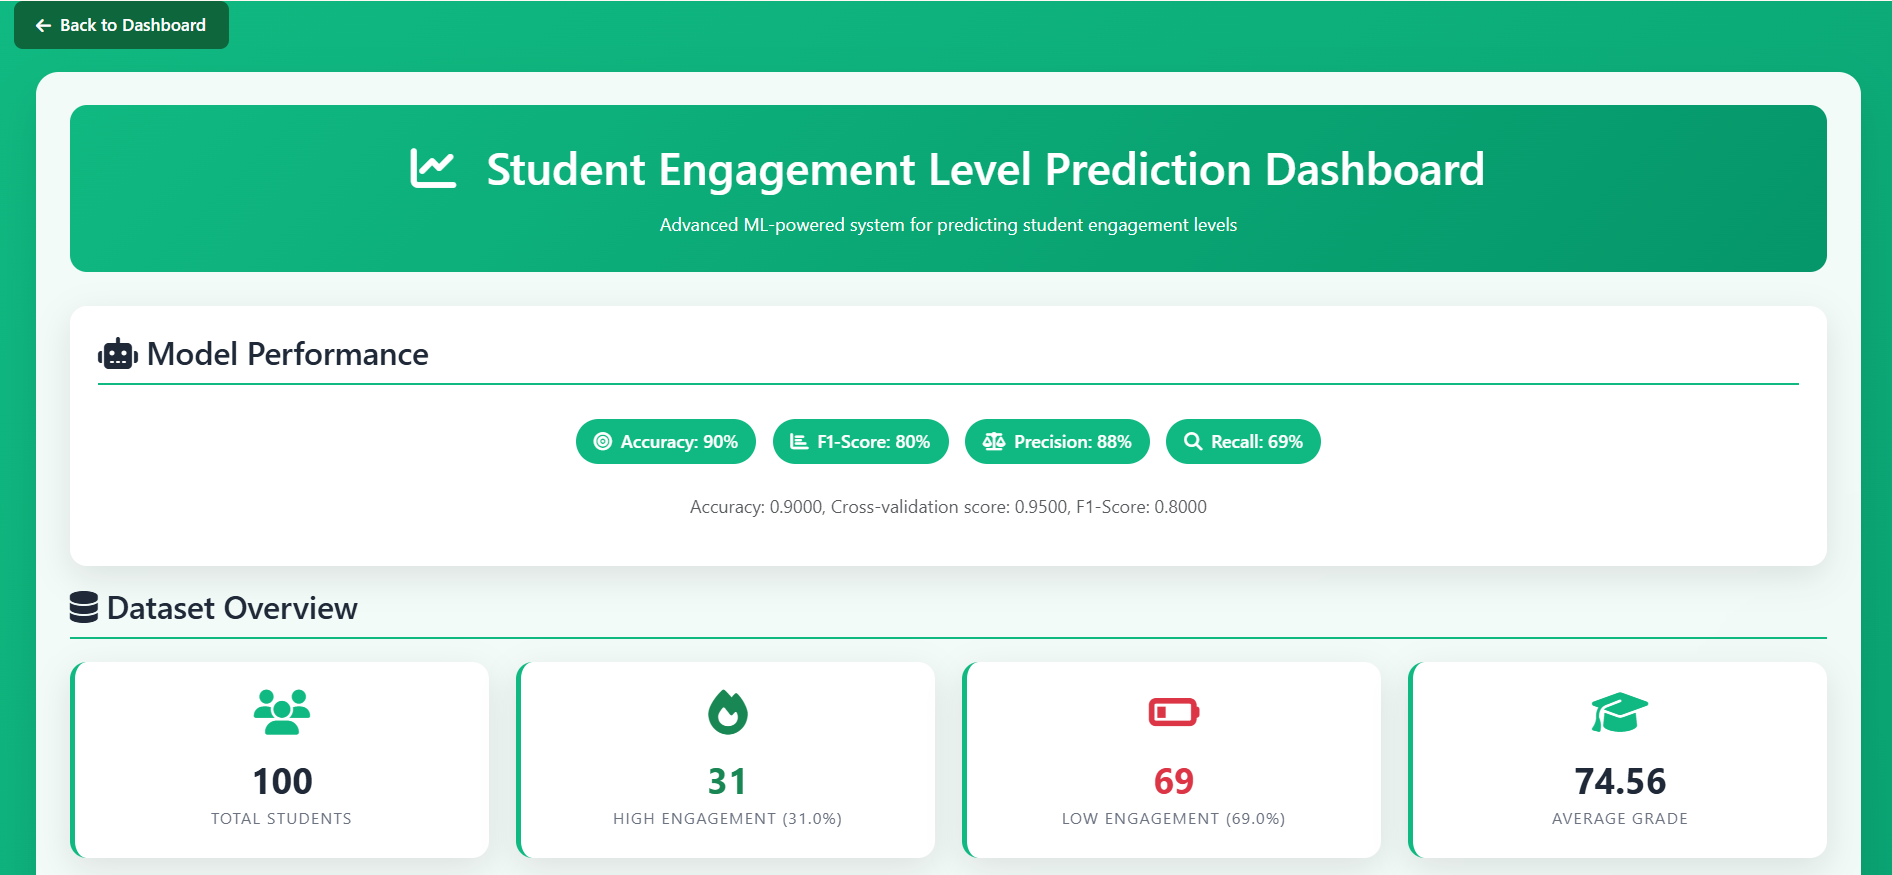 Back to Dashboard
Student Engagement Level Prediction Dashboard
Advanced ML-powered system for predicting student engagement levels
Model Performance
Accuracy: 90%
F1-Score: 80%
Precision: 88%
Recall: 69%
Accuracy: 0.9000, Cross-validation score: 0.9500, F1-Score: 0.8000
Dataset Overview
100
TOTAL STUDENTS
31
HIGH ENGAGEMENT (31.0%)
69
LOW ENGAGEMENT (69.0%)
74.56
AVERAGE GRADE